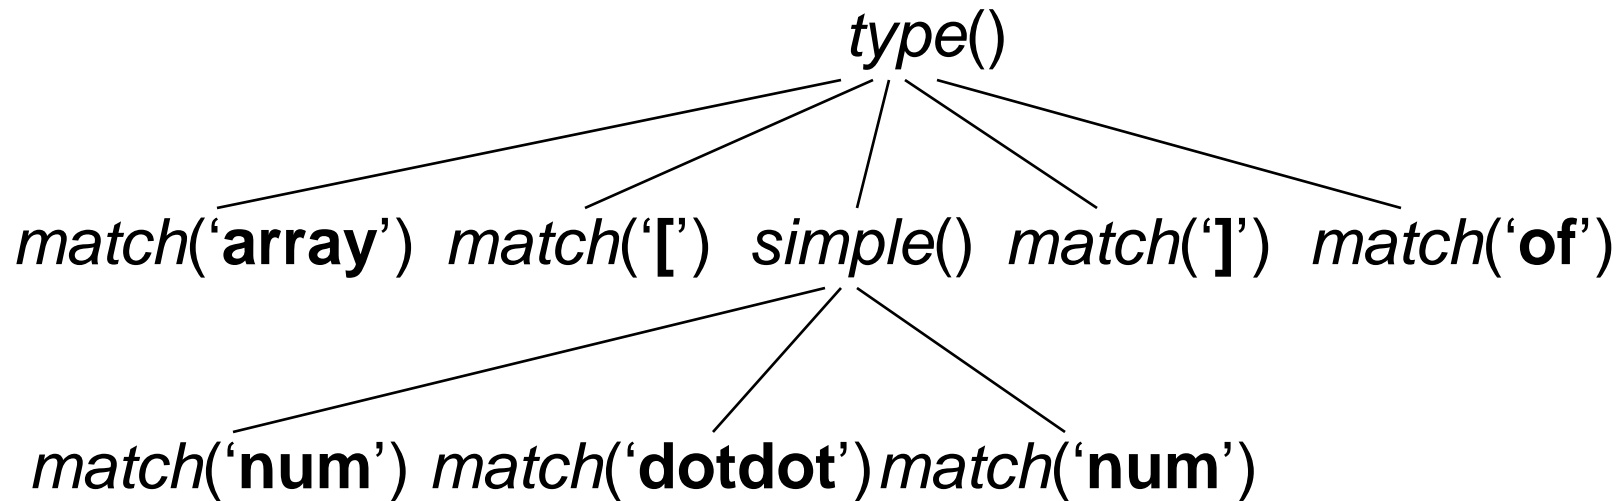 type()
match(‘array’) match(‘[’) simple() match(‘]’) match(‘of’)
match(‘num’) match(‘dotdot’) match(‘num’)